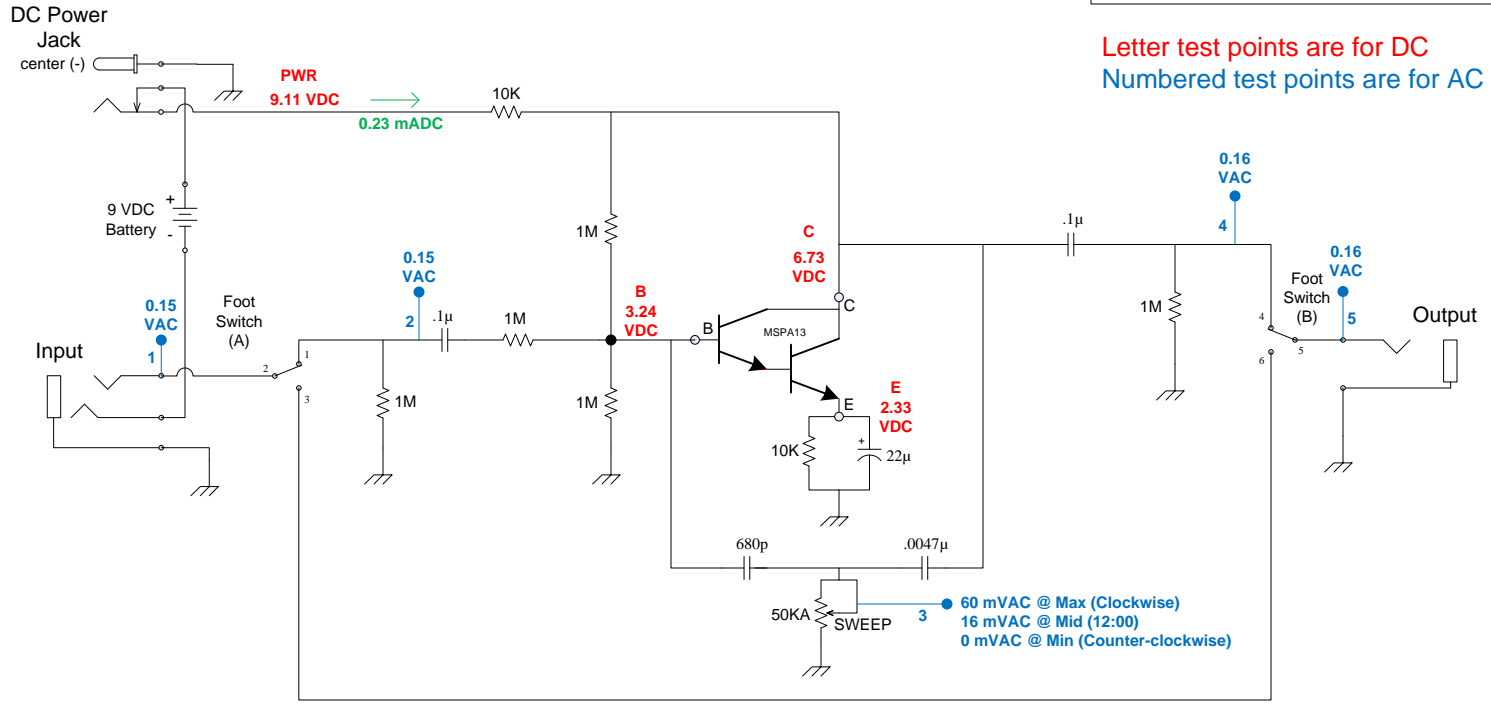 DC Power
Jack
center (-)
Letter test points are for DC
Numbered test points are for AC
PWR
9.11 VDC
0.23 mADC
10K
0.16
VAC
4
9 VDC
Battery
+
-
1M
.1µ
C
6.73
VDC
0.15
VAC
2
0.15
VAC
1
Foot
Switch
(A)
B
3.24
VDC
.1µ
1M
1M
Foot
Switch
(B)
0.16
VAC
5
Input
Output
1
2
3
4
5
6
B
C
MSPA13
E
1M
1M
E
2.33
VDC
10K
+
22µ
680p
.0047µ
50KA
SWEEP
3
60 mVAC @ Max (Clockwise)
16 mVAC @ Mid (12:00)
0 mVAC @ Min (Counter-clockwise)